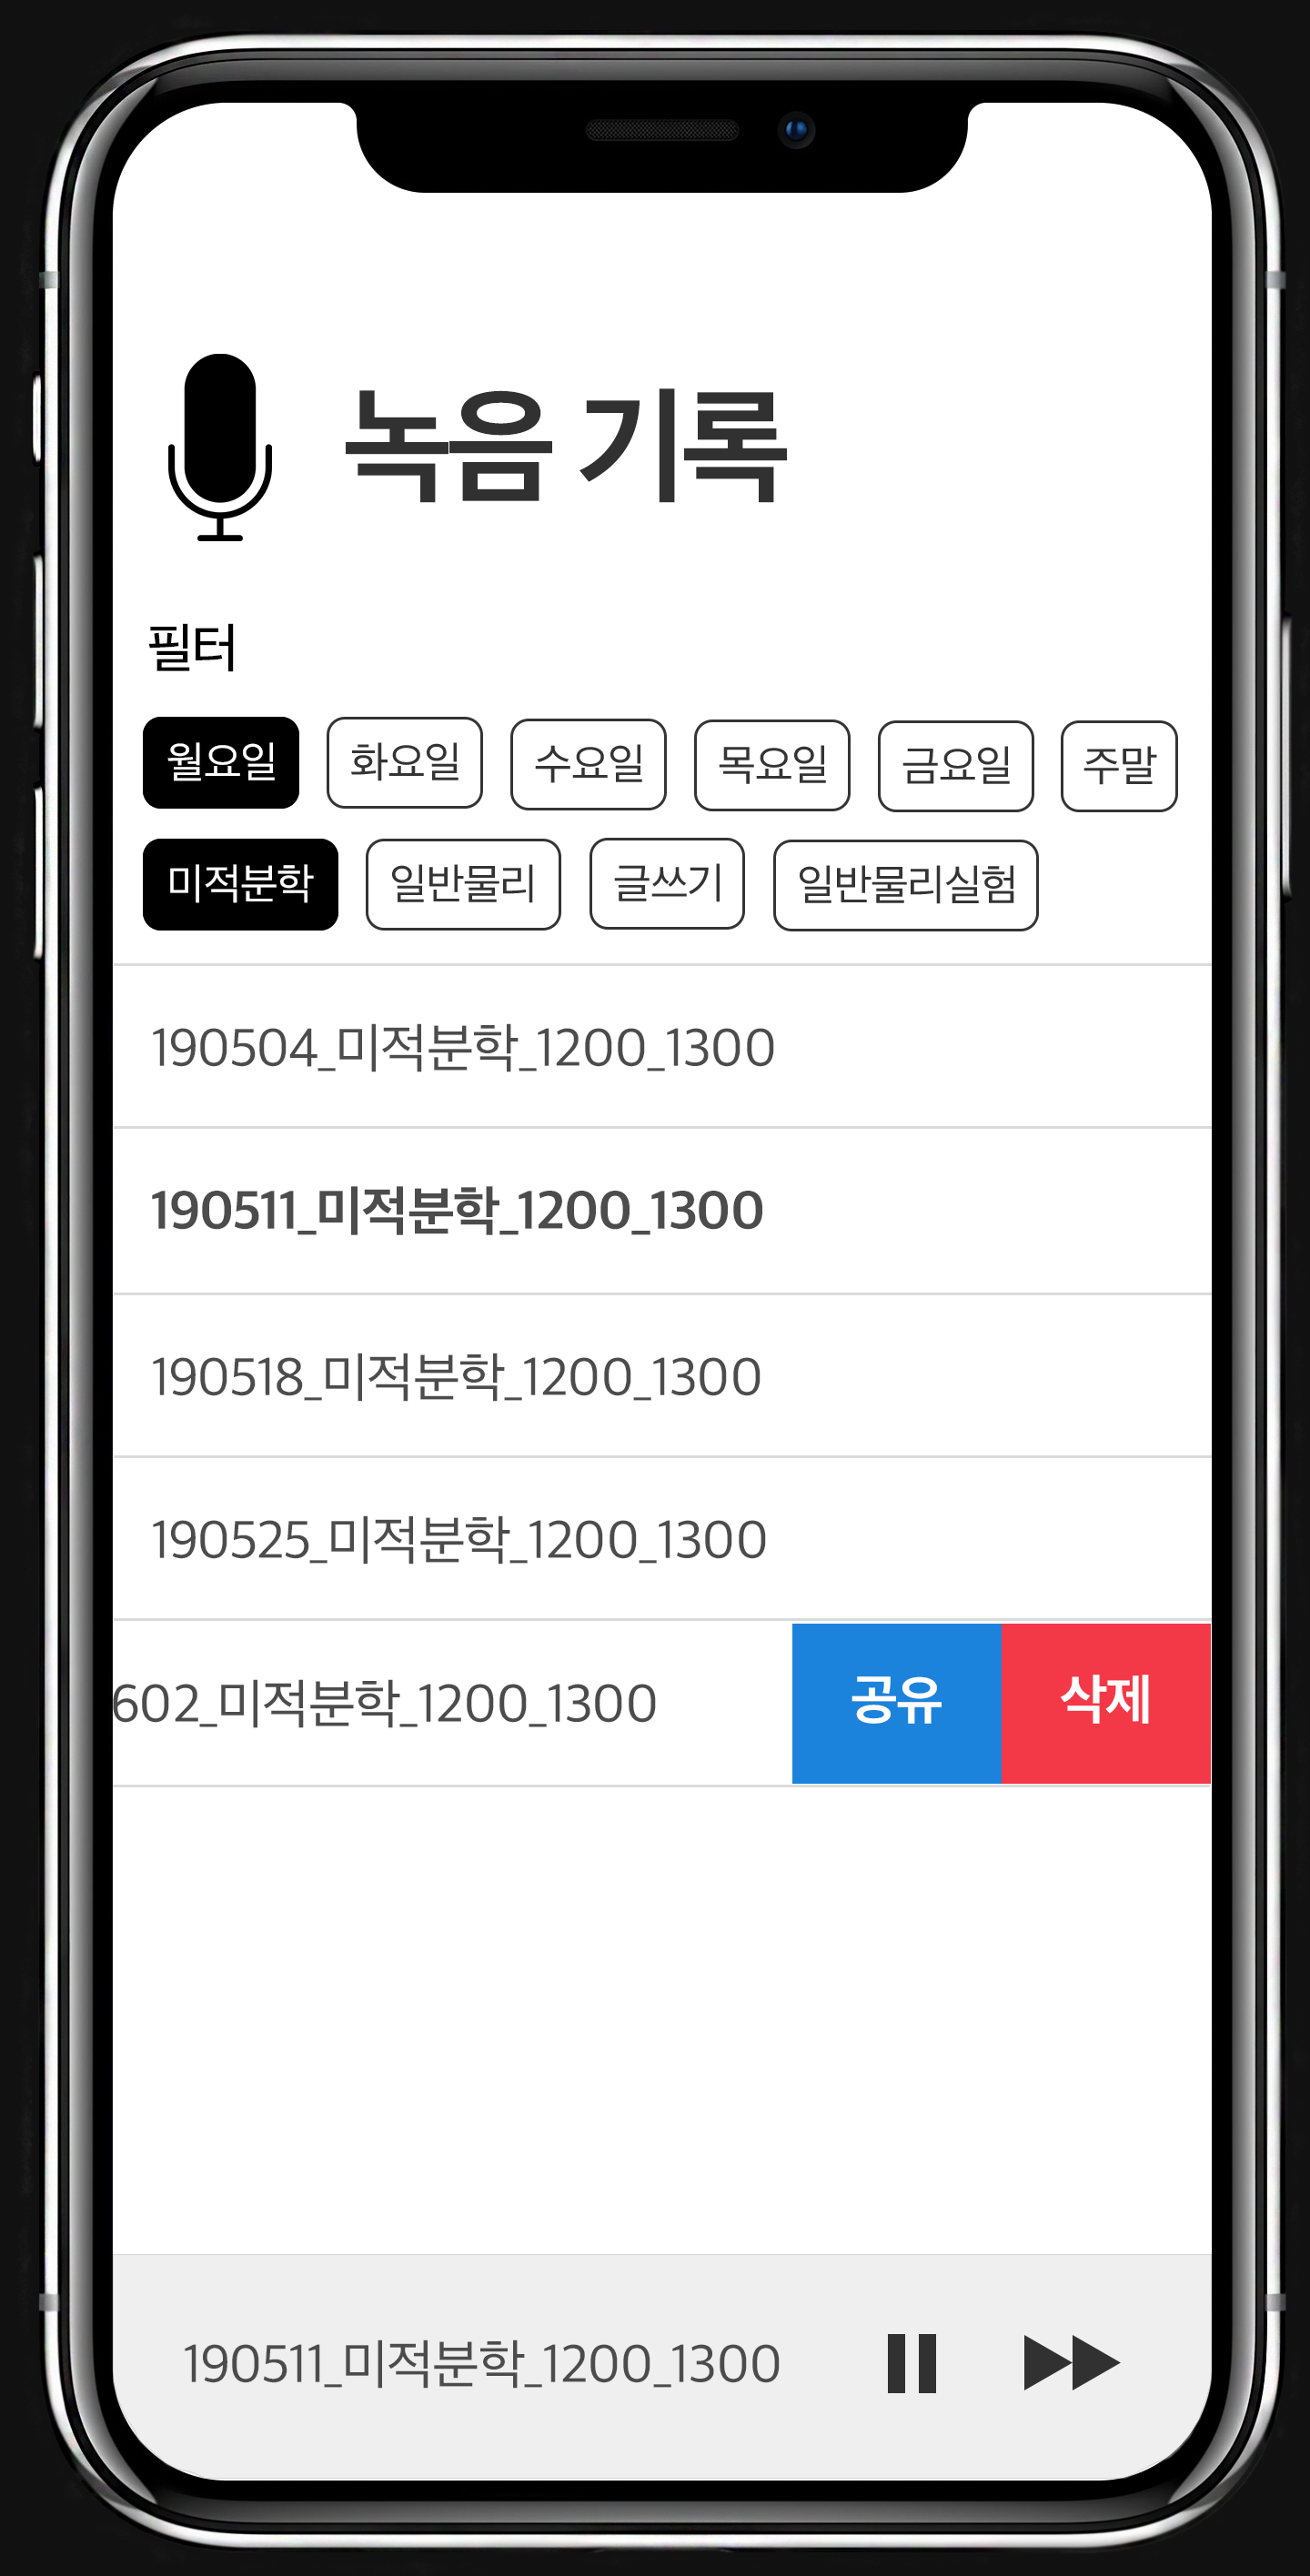 녹음 기록
필터
월요일 화요일 수요일 목요일 금요일 주말
미적분학 일반물리 글쓰기 일반물리실험
190504_미적분학_1200_1300
190511_미적분학_1200_1300
190518_미적분학_1200_1300
190525_미적분학_1200_1300
602_미적분학_1200_1300 공유 삭제
190511_미적분학_1200_1300